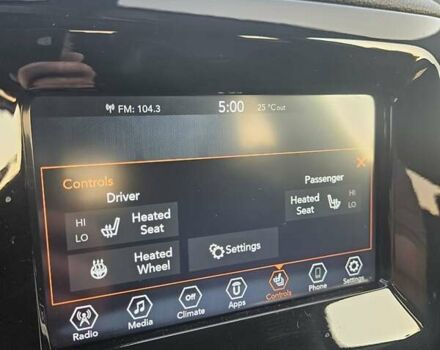 FM: 104.3 5:00 25 °C out
Controls
Driver
Passenger
HI
LO
Heated
Seat
Heated
Seat
HI
LO
Heated
Wheel
Settings
Radio
Media
Off
Climate
Apps
Controls
Phone
Settings